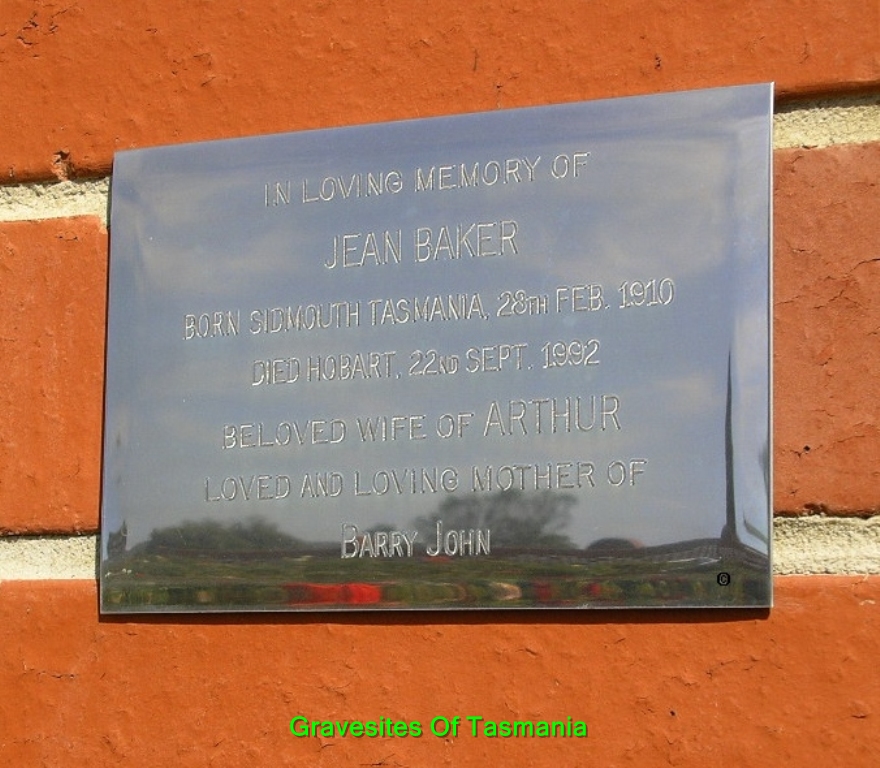 IN LOVING MEMORY OF
JEAN BAKER
BORN SIDMOUTH TASMANIA, 28TH FEB. 1910
DIED HOBART. 22ND SEPT. 1992
BELOVED WIFE OF ARTHUR
LOVED AND LOVING MOTHER OF
BARRY JOHN
Gravesites Of Tasmania